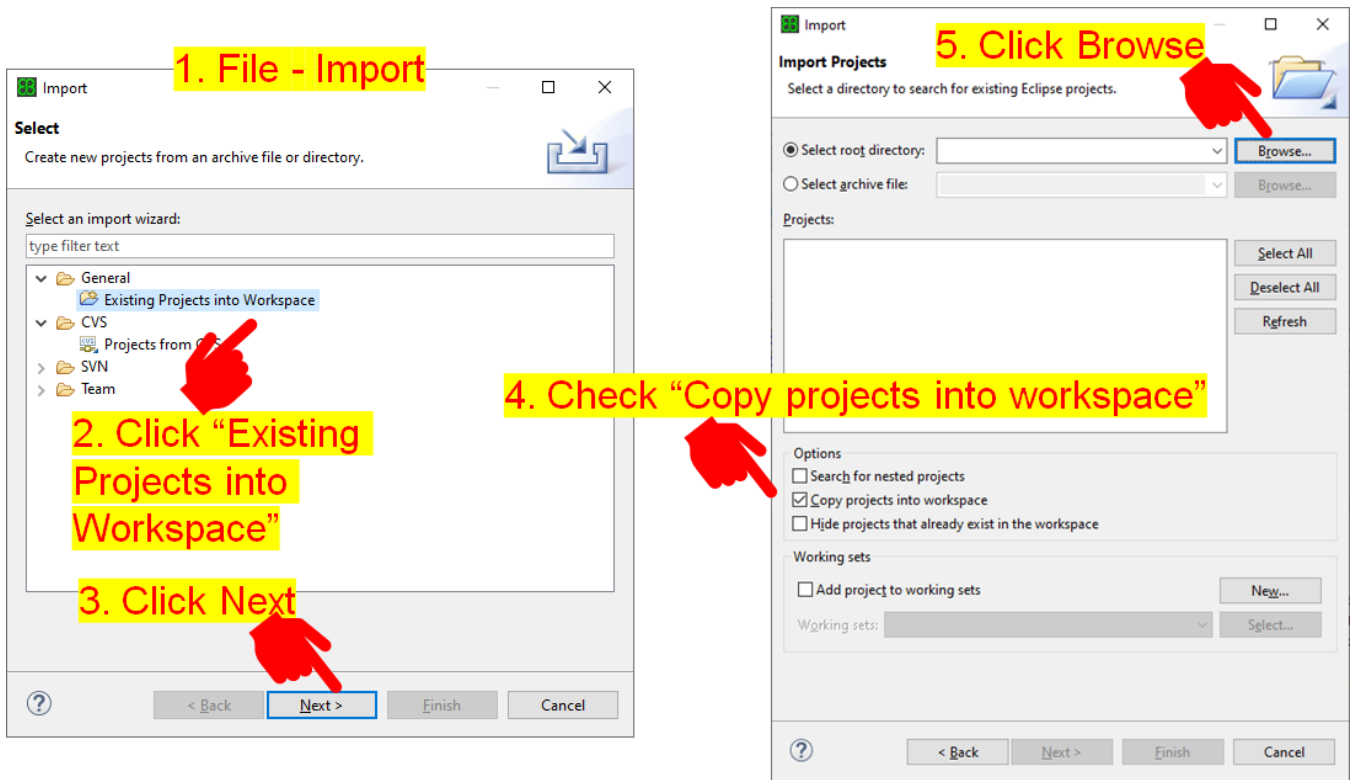 1. File - Import
Import
Select
Create new projects from an archive file or directory.
Select an import wizard:
type filter text
General
Existing Projects into Workspace
CVS
Projects from CVS
SVN
Team
2. Click “Existing
Projects into
Workspace”
3. Click Next
< Back Next > Finish Cancel
Import
5. Click Browse
Import Projects
Select a directory to search for existing Eclipse projects.
Select root directory: Browse...
Select archive file: Browse...
Projects:
Select All
Deselect All
Refresh
4. Check “Copy projects into workspace”
Options
Search for nested projects
Copy projects into workspace
Hide projects that already exist in the workspace
Working sets
Add project to working sets New...
Working sets: Select...
< Back Next > Finish Cancel